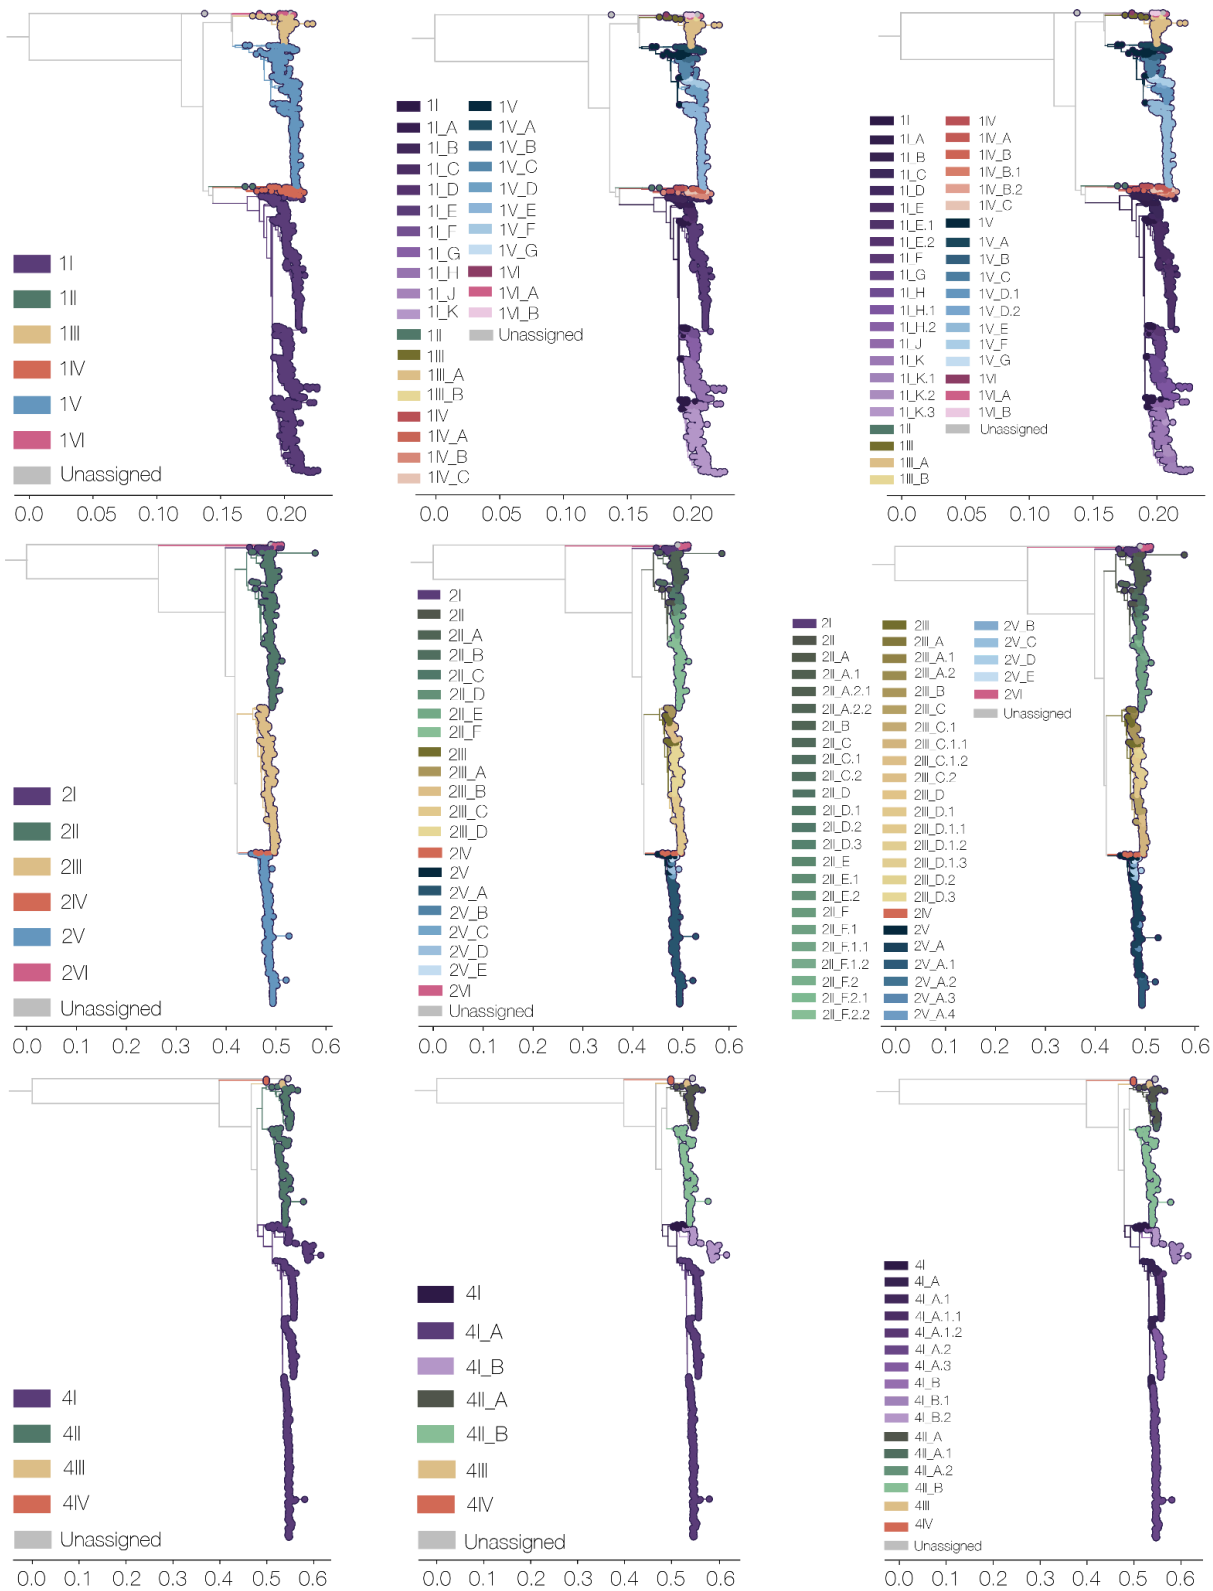 1I
1II
1III
1IV
1V
1VI
Unassigned
0.0 0.05 0.10 0.15 0.20
1I
1I_A
1I_B
1I_C
1I_D
1I_E
1I_F
1I_G
1I_H
1I_J
1I_K
1II
1III
1III_A
1III_B
1IV
1IV_A
1IV_B
1IV_C
1V
1V_A
1V_B
1V_C
1V_D
1V_E
1V_F
1V_G
1VI
1VI_A
1VI_B
Unassigned
0.0 0.05 0.10 0.15 0.20
1I
1I_A
1I_B
1I_C
1I_D
1I_E
1I_E.1
1I_E.2
1I_F
1I_G
1I_H
1I_H.1
1I_H.2
1I_J
1I_K
1I_K.1
1I_K.2
1I_K.3
1II
1III
1III_A
1III_B
1IV
1IV_A
1IV_B
1IV_B.1
1IV_B.2
1IV_C
1V
1V_A
1V_B
1V_C
1V_D.1
1V_D.2
1V_E
1V_F
1V_G
1VI
1VI_A
1VI_B
Unassigned
0.0 0.05 0.10 0.15 0.20
2I
2II
2III
2IV
2V
2VI
Unassigned
0.0 0.1 0.2 0.3 0.4 0.5 0.6
2I
2II
2II_A
2II_B
2II_C
2II_D
2II_E
2II_F
2III
2III_A
2III_B
2III_C
2III_D
2IV
2V
2V_A
2V_B
2V_C
2V_D
2V_E
2VI
Unassigned
0.0 0.1 0.2 0.3 0.4 0.5 0.6
2I
2II
2II_A
2II_A.1
2II_A.2.1
2II_A.2.2
2II_B
2II_C
2II_C.1
2II_C.2
2II_D
2II_D.1
2II_D.2
2II_D.3
2II_E
2II_E.1
2II_E.2
2II_F
2II_F.1
2II_F.1.1
2II_F.1.2
2II_F.2
2II_F.2.1
2II_F.2.2
2III
2III_A
2III_A.1
2III_A.2
2III_B
2III_C
2III_C.1
2III_C.1.1
2III_C.1.2
2III_C.2
2III_D
2III_D.1
2III_D.1.1
2III_D.1.2
2III_D.1.3
2III_D.2
2III_D.3
2IV
2V
2V_A
2V_A.1
2V_A.2
2V_A.3
2V_A.4
2V_B
2V_C
2V_D
2V_E
2VI
Unassigned
0.0 0.1 0.2 0.3 0.4 0.5 0.6
4I
4II
4III
4IV
Unassigned
0.0 0.1 0.2 0.3 0.4 0.5 0.6
4I
4I_A
4I_B
4II_A
4II_B
4III
4IV
Unassigned
0.0 0.1 0.2 0.3 0.4 0.5 0.6
4I
4I_A
4I_A.1
4I_A.1.1
4I_A.1.2
4I_A.2
4I_A.3
4I_B
4I_B.1
4I_B.2
4II_A
4II_A.1
4II_A.2
4II_B
4III
4IV
Unassigned
0.0 0.1 0.2 0.3 0.4 0.5 0.6